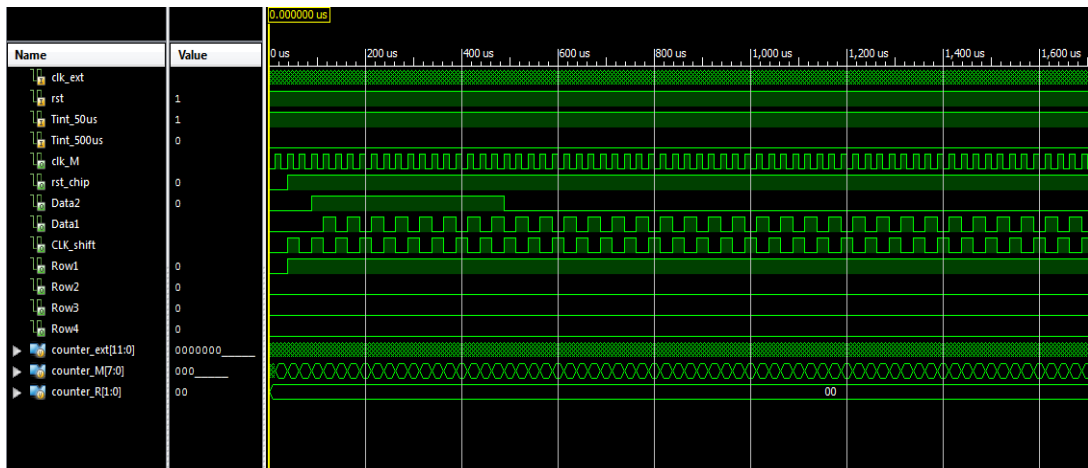 0.000000 us
Name Value 0 us 200 us 400 us 600 us 800 us 1,000 us 1,200 us 1,400 us 1,600 us
clk_ext
rst 1
Tint_50us 1
Tint_500us 0
clk_M
rst_chip 0
Data2 0
Data1
CLK_shift
Row1 0
Row2 0
Row3 0
Row4 0
counter_ext[11:0] 0000000_____
counter_M[7:0] 000_____
counter_R[1:0] 00 00